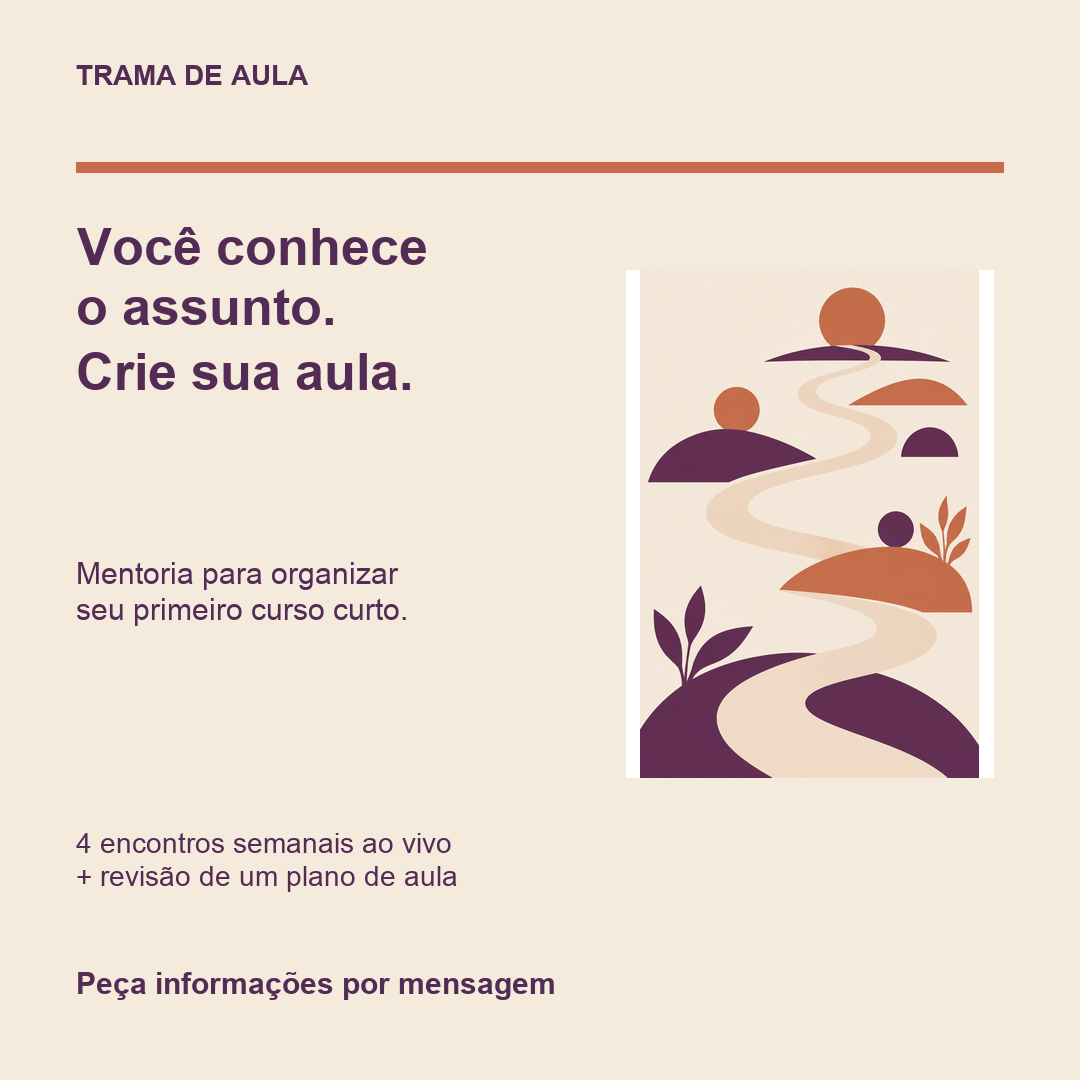 TRAMA DE AULA
Você conhece
o assunto.
Crie sua aula.
Mentoria para organizar
seu primeiro curso curto.
4 encontros semanais ao vivo
+ revisão de um plano de aula
Peça informações por mensagem